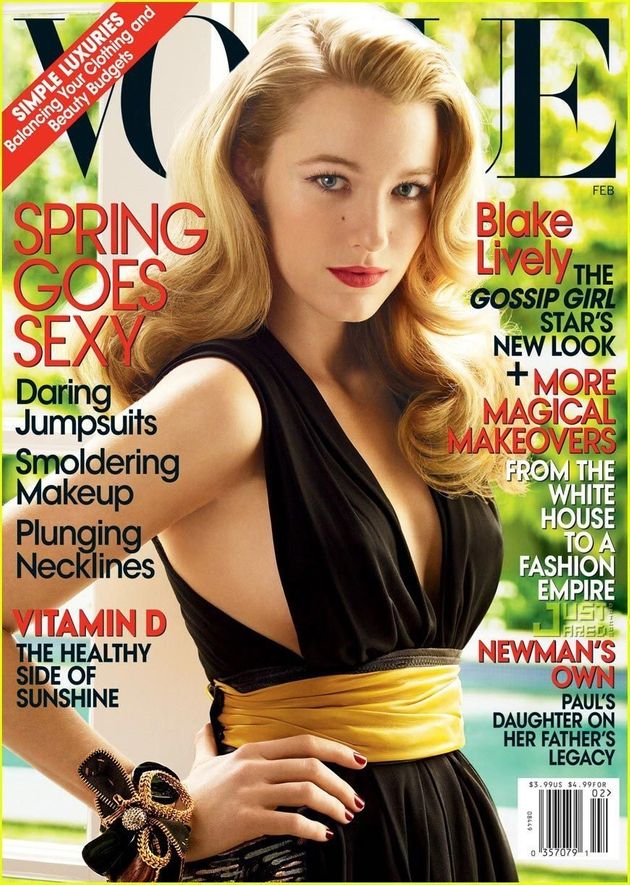 VOGUE
SIMPLE LUXURIES
Balancing Your Clothing and
Beauty Budgets
FEB
SPRING
GOES
SEXY
Daring
Jumpsuits
Smoldering
Makeup
Plunging
Necklines
VITAMIN D
THE HEALTHY
SIDE OF
SUNSHINE
Blake
Lively THE
GOSSIP GIRL
STAR'S
NEW LOOK
+ MORE
MAGICAL
MAKEOVERS
FROM THE
WHITE
HOUSE
TO A
FASHION
EMPIRE
JUST
JARED
NEWMAN'S
OWN
PAUL'S
DAUGHTER ON
HER FATHER'S
LEGACY
$3.99US $4.99FOR
02>
08449
0 357079 1